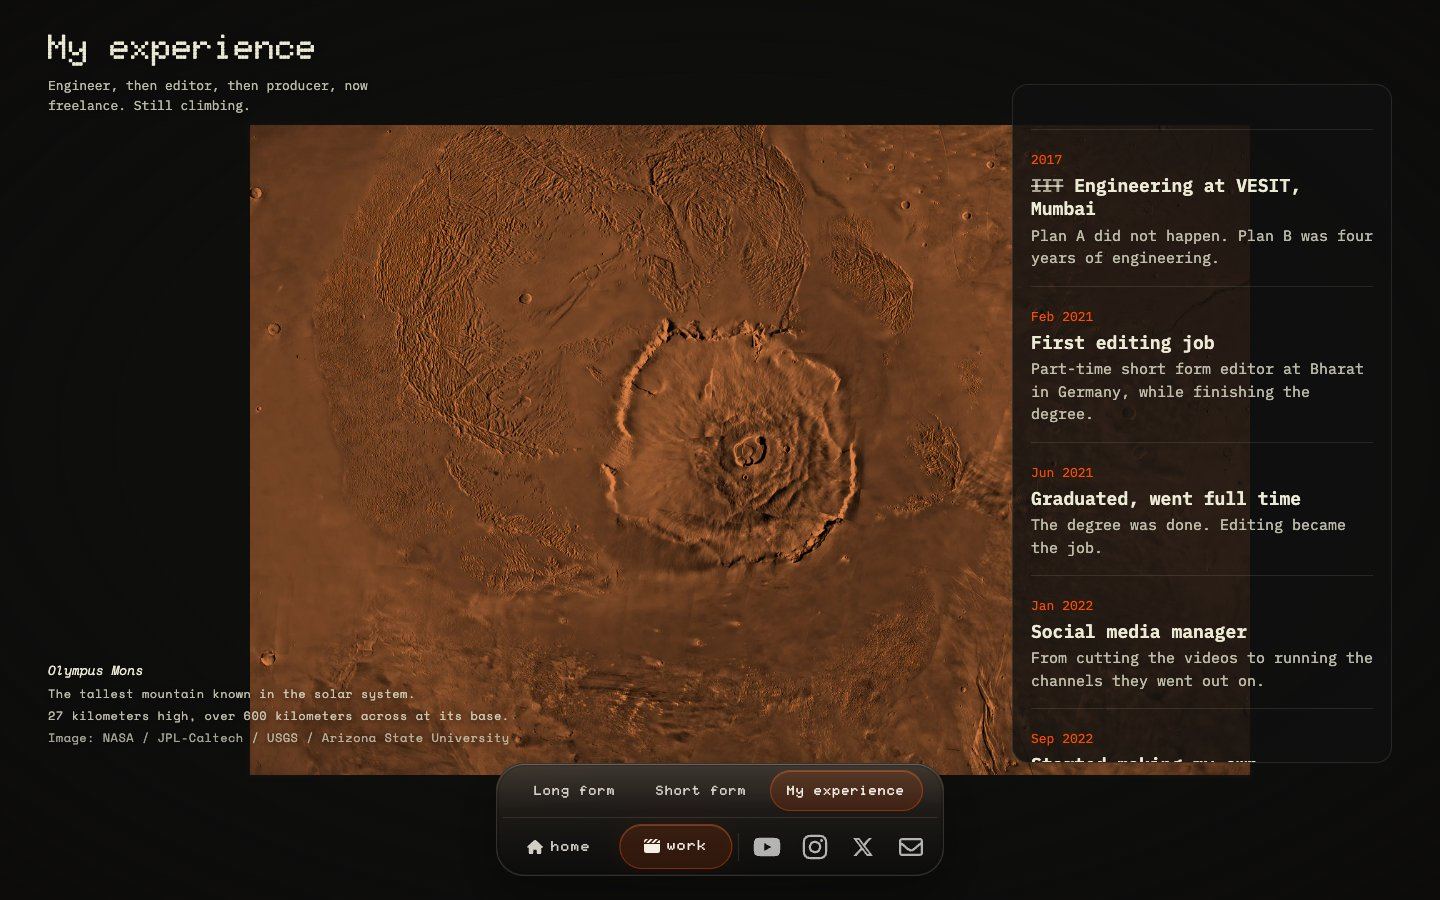 My experience
Engineer, then editor, then producer, now
freelance. Still climbing.
2017
IIT Engineering at VESIT,
Mumbai
Plan A did not happen. Plan B was four
years of engineering.
Feb 2021
First editing job
Part-time short form editor at Bharat
in Germany, while finishing the
degree.
Jun 2021
Graduated, went full time
The degree was done. Editing became
the job.
Jan 2022
Social media manager
From cutting the videos to running the
channels they went out on.
Sep 2022
Started making my own
Olympus Mons
The tallest mountain known in the solar system.
27 kilometers high, over 600 kilometers across at its base.
Image: NASA / JPL-Caltech / USGS / Arizona State University
Long form Short form My experience
home work